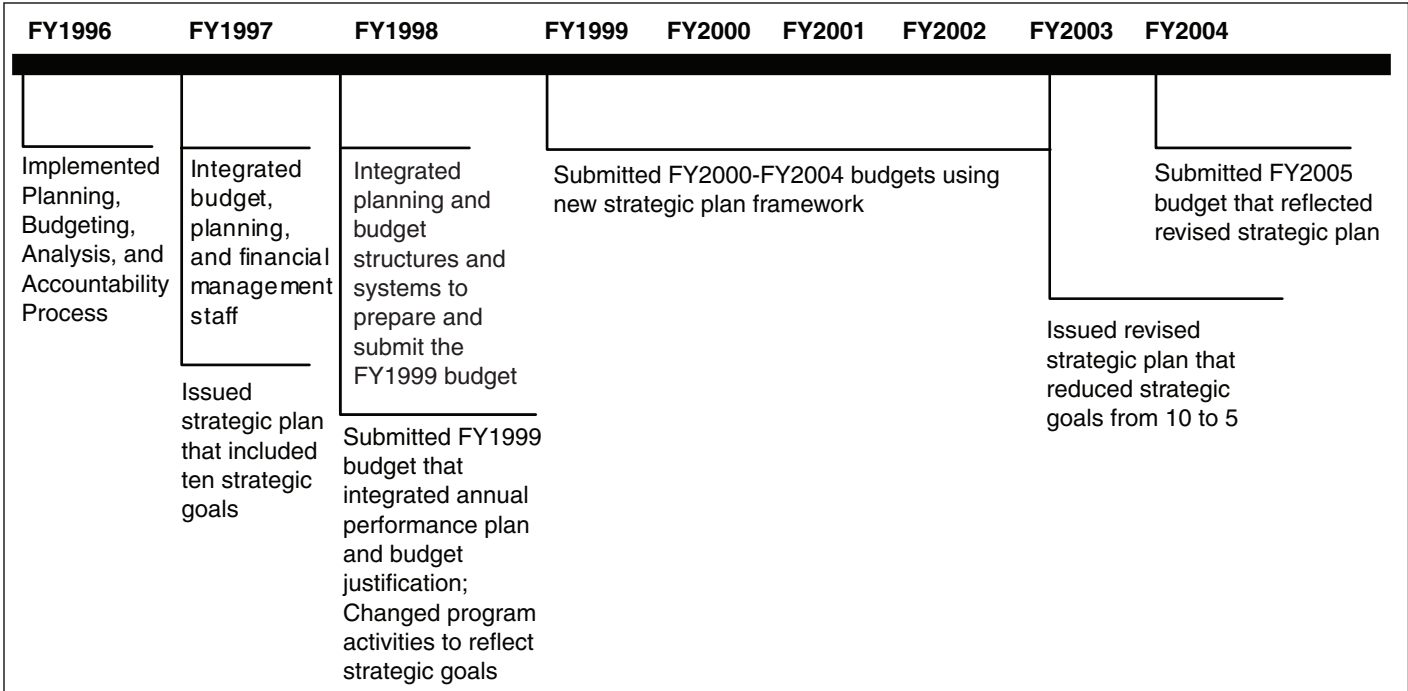 FY1996 FY1997 FY1998 FY1999 FY2000 FY2001 FY2002 FY2003 FY2004
Implemented
Planning,
Budgeting,
Analysis, and
Accountability
Process
Integrated
budget,
planning,
and financial
management
staff
Issued
strategic plan
that included
ten strategic
goals
Integrated
planning and
budget
structures and
systems to
prepare and
submit the
FY1999 budget
Submitted FY1999
budget that
integrated annual
performance plan
and budget
justification;
Changed program
activities to reflect
strategic goals
Submitted FY2000-FY2004 budgets using
new strategic plan framework
Issued revised
strategic plan that
reduced strategic
goals from 10 to 5
Submitted FY2005
budget that reflected
revised strategic plan